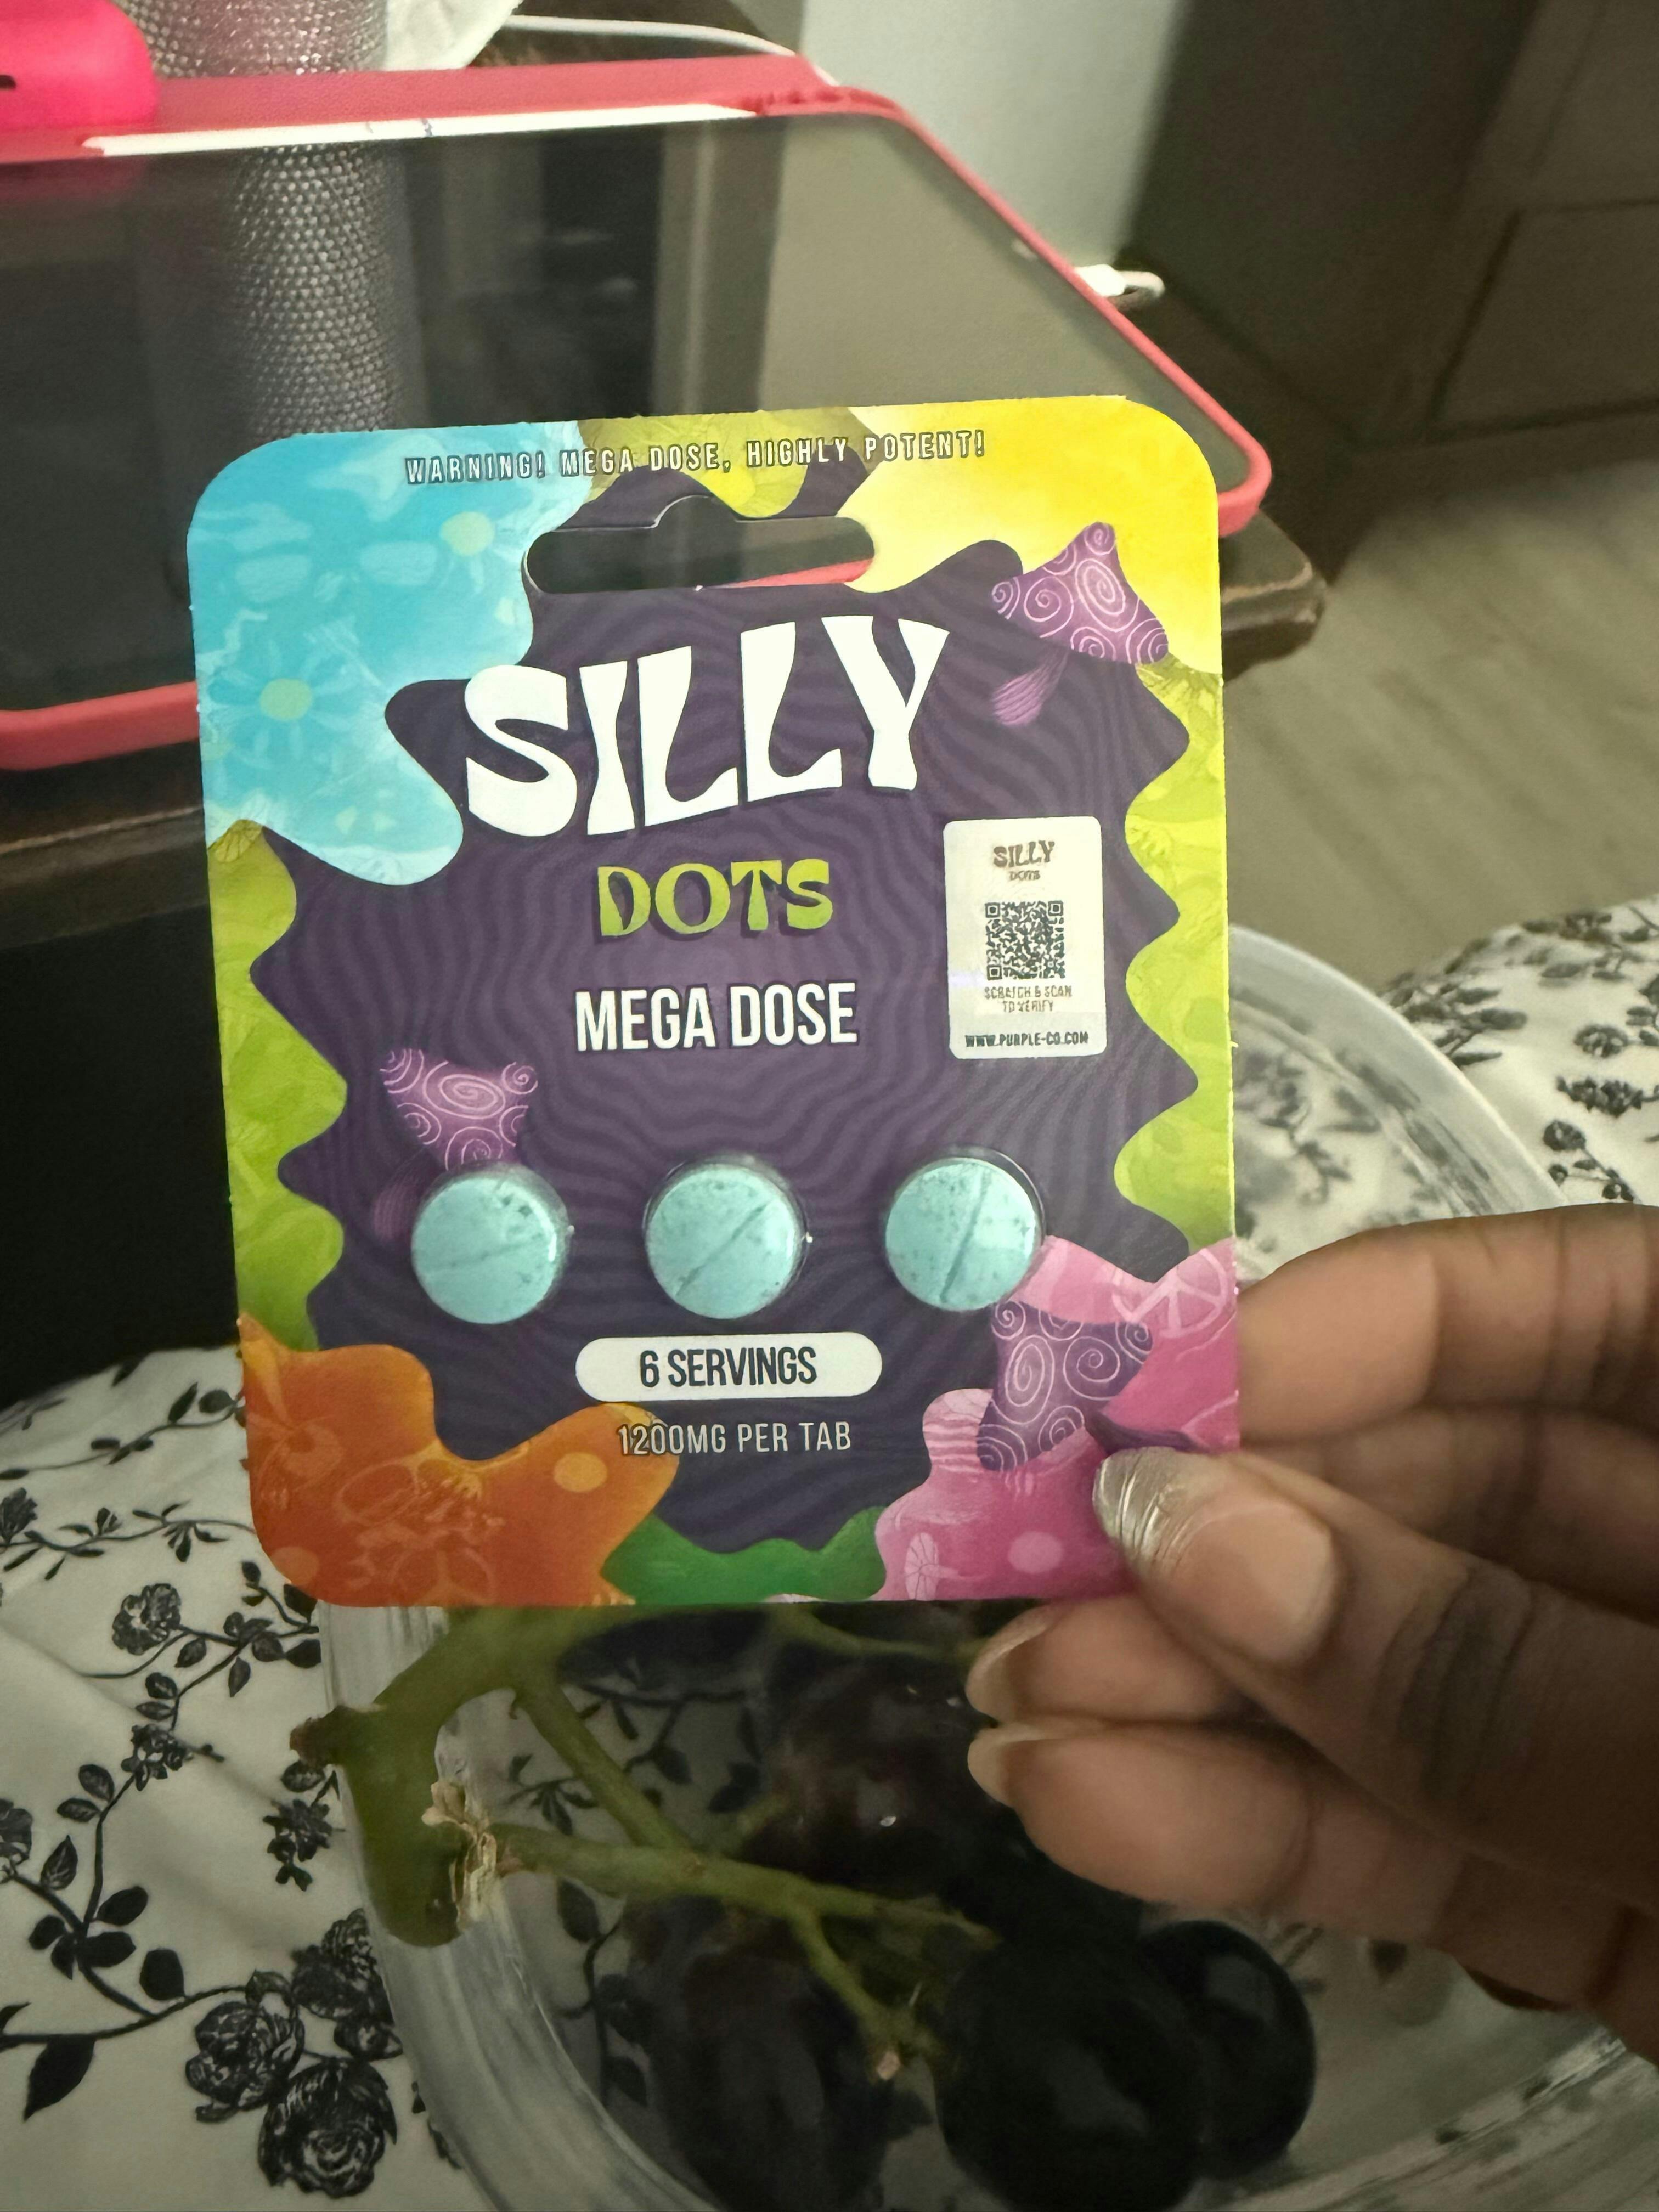 WARNING! MEGA DOSE, HIGHLY POTENT!
SILLY
DOTS
MEGA DOSE
SILLY
DOTS
SCRATCH & SCAN
TO VERIFY
WWW.PURPLE-CO.COM
6 SERVINGS
1200MG PER TAB